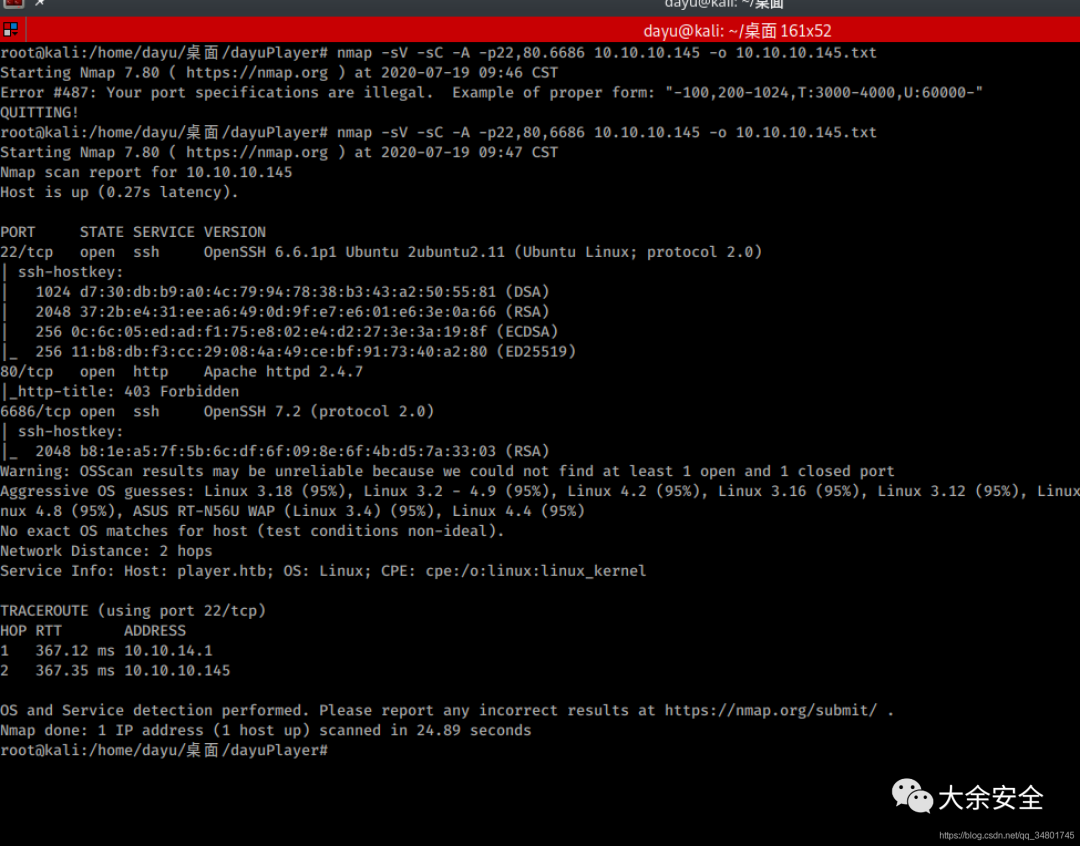 dayu@kali: ~/桌面
dayu@kali: ~/桌面 161x52
root@kali:/home/dayu/桌面/dayuPlayer# nmap -sV -sC -A -p22,80.6686 10.10.10.145 -o 10.10.10.145.txt
Starting Nmap 7.80 ( https://nmap.org ) at 2020-07-19 09:46 CST
Error #487: Your port specifications are illegal.  Example of proper form: "-100,200-1024,T:3000-4000,U:60000-"
QUITTING!
root@kali:/home/dayu/桌面/dayuPlayer# nmap -sV -sC -A -p22,80,6686 10.10.10.145 -o 10.10.10.145.txt
Starting Nmap 7.80 ( https://nmap.org ) at 2020-07-19 09:47 CST
Nmap scan report for 10.10.10.145
Host is up (0.27s latency).
PORT     STATE SERVICE VERSION
22/tcp   open  ssh     OpenSSH 6.6.1p1 Ubuntu 2ubuntu2.11 (Ubuntu Linux; protocol 2.0)
| ssh-hostkey:
|   1024 d7:30:db:b9:a0:4c:79:94:78:38:b3:43:a2:50:55:81 (DSA)
|   2048 37:2b:e4:31:ee:a6:49:0d:9f:e7:e6:01:e6:3e:0a:66 (RSA)
|   256 0c:6c:05:ed:ad:f1:75:e8:02:e4:d2:27:3e:3a:19:8f (ECDSA)
|_  256 11:b8:db:f3:cc:29:08:4a:49:ce:bf:91:73:40:a2:80 (ED25519)
80/tcp   open  http    Apache httpd 2.4.7
|_http-title: 403 Forbidden
6686/tcp open  ssh     OpenSSH 7.2 (protocol 2.0)
| ssh-hostkey:
|_  2048 b8:1e:a5:7f:5b:6c:df:6f:09:8e:6f:4b:d5:7a:33:03 (RSA)
Warning: OSScan results may be unreliable because we could not find at least 1 open and 1 closed port
Aggressive OS guesses: Linux 3.18 (95%), Linux 3.2 - 4.9 (95%), Linux 4.2 (95%), Linux 3.16 (95%), Linux 3.12 (95%), Linux
nux 4.8 (95%), ASUS RT-N56U WAP (Linux 3.4) (95%), Linux 4.4 (95%)
No exact OS matches for host (test conditions non-ideal).
Network Distance: 2 hops
Service Info: Host: player.htb; OS: Linux; CPE: cpe:/o:linux:linux_kernel
TRACEROUTE (using port 22/tcp)
HOP RTT       ADDRESS
1   367.12 ms 10.10.14.1
2   367.35 ms 10.10.10.145
OS and Service detection performed. Please report any incorrect results at https://nmap.org/submit/ .
Nmap done: 1 IP address (1 host up) scanned in 24.89 seconds
root@kali:/home/dayu/桌面/dayuPlayer#
大余安全
https://blog.csdn.net/qq_34801745